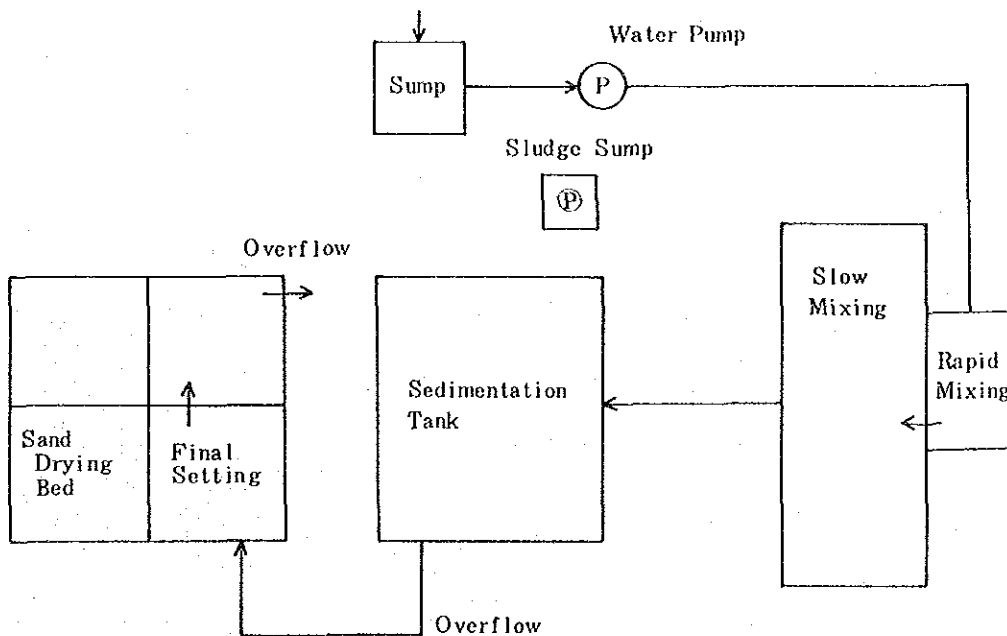 Water Pump
Sump
P
Sludge Sump
P
Overflow
Slow
Mixing
Rapid
Mixing
Sedimentation
Tank
Sand
Drying
Bed
Final
Setting
Overflow